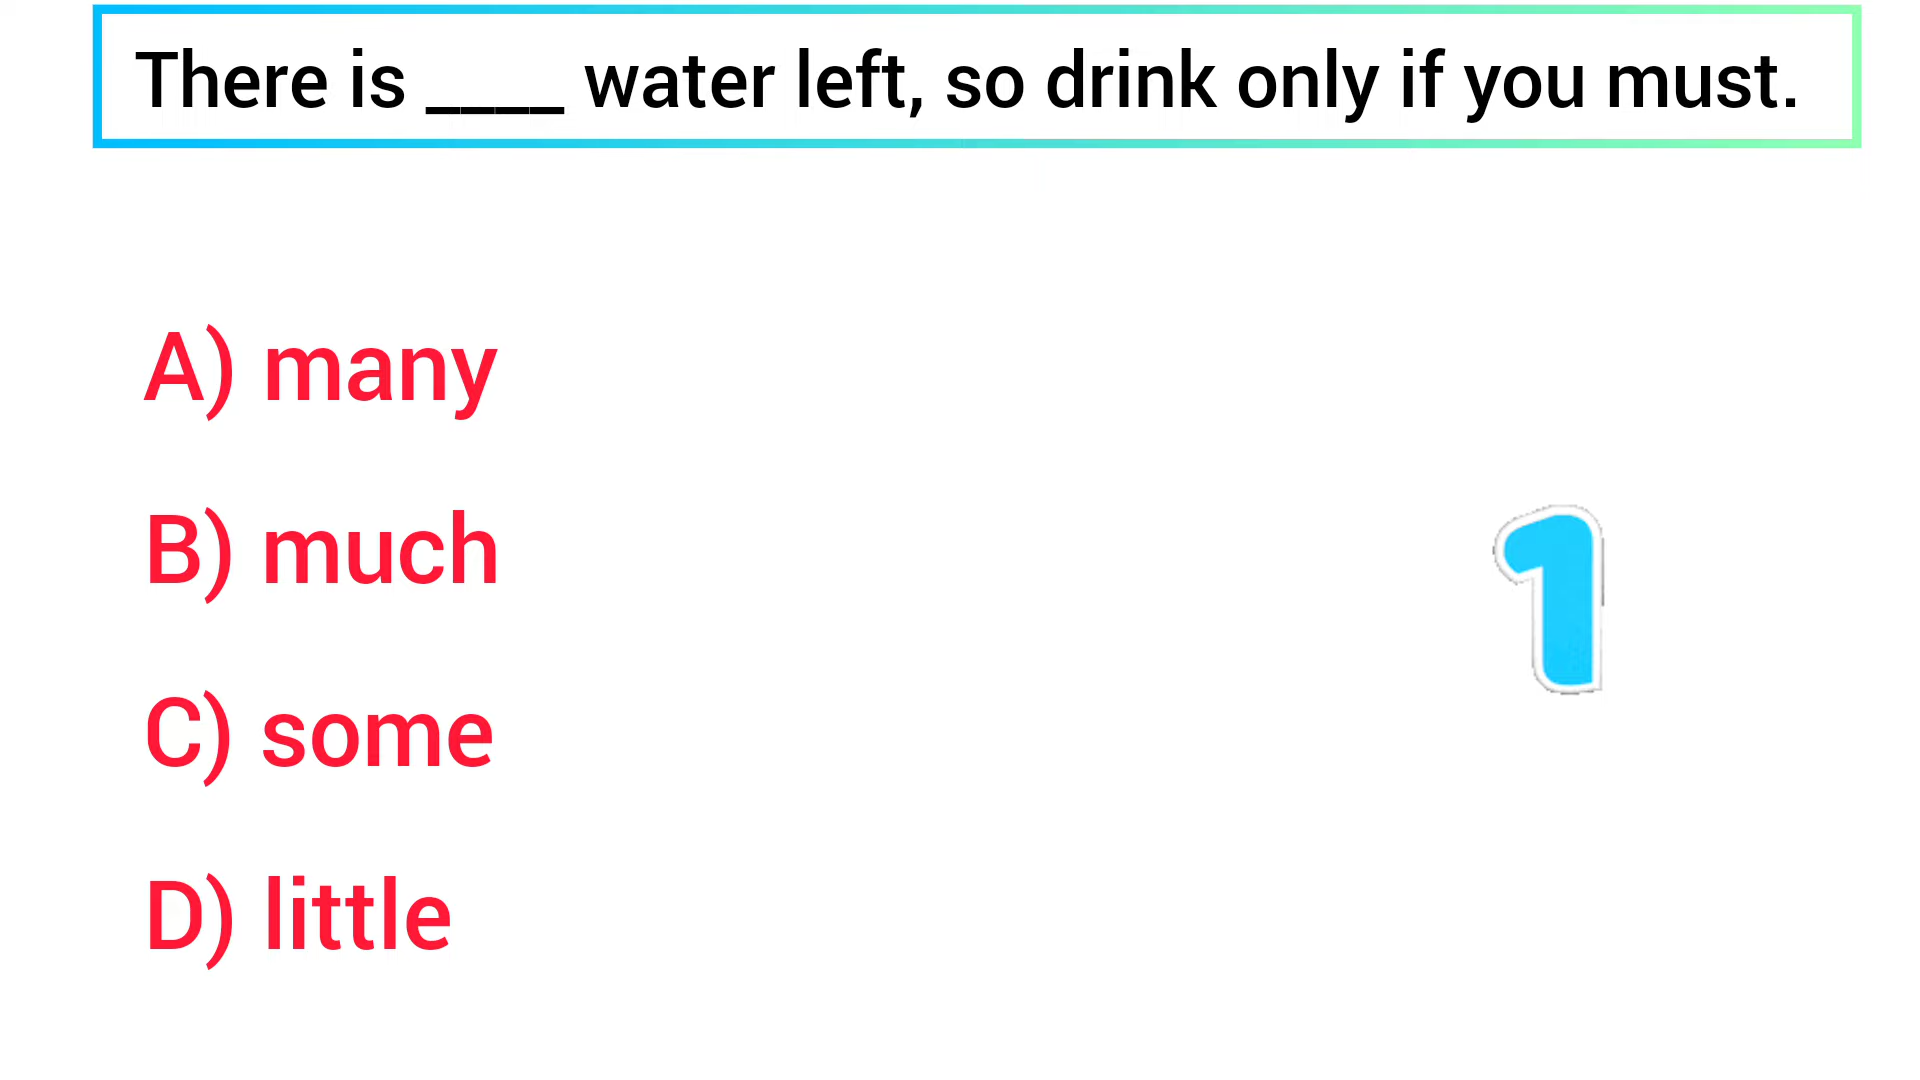 There is ____ water left, so drink only if you must.
A) many
B) much
1
C) some
D) little